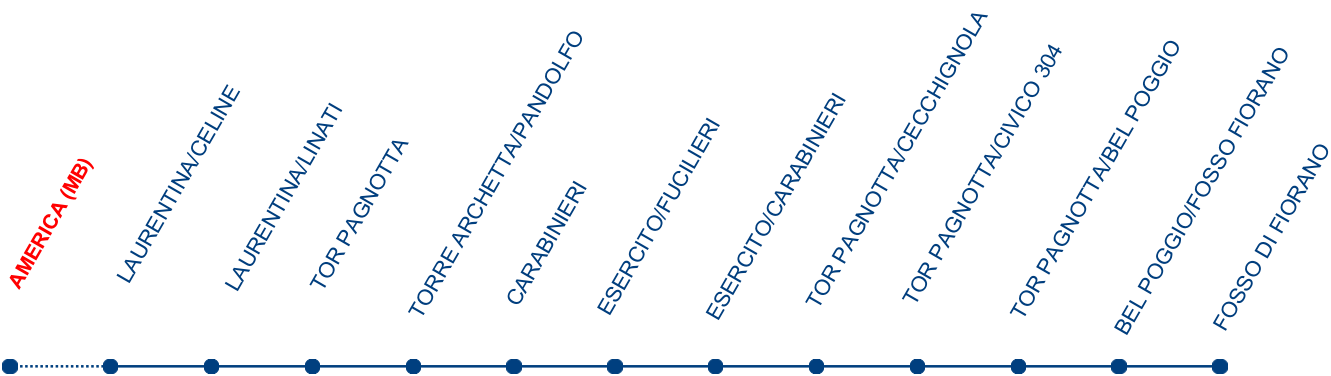 AMERICA (MB)
LAURENTINA/CELINE
LAURENTINA/LINATI
TOR PAGNOTTA
TORRE ARCHETTA/PANDOLFO
CARABINIERI
ESERCITO/FUCILIERI
ESERCITO/CARABINIERI
TOR PAGNOTTA/CECCHIGNOLA
TOR PAGNOTTA/CIVICO 304
TOR PAGNOTTA/BEL POGGIO
BEL POGGIO/FOSSO FIORANO
FOSSO DI FIORANO